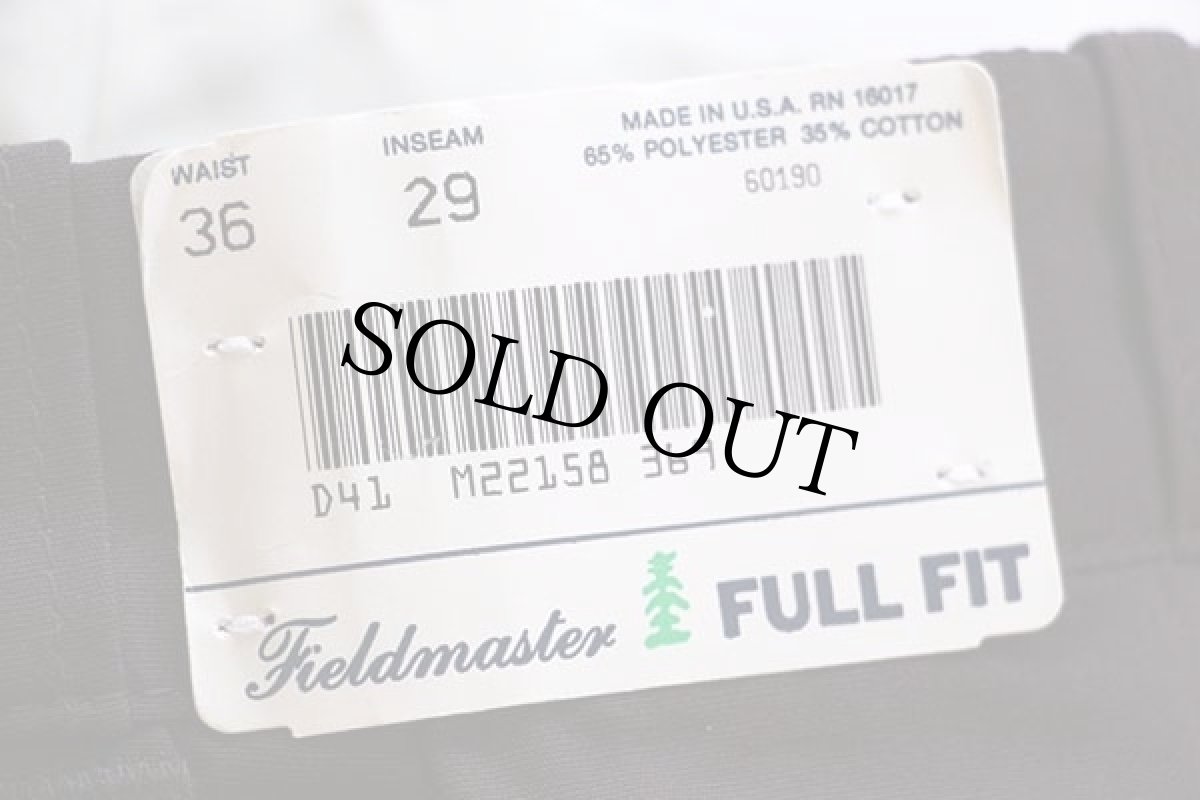 WAIST INSEAM MADE IN U.S.A. RN 16017
36 29 65% POLYESTER 35% COTTON
60190
SOLD OUT
D41 M22158 369
Fieldmaster FULL FIT